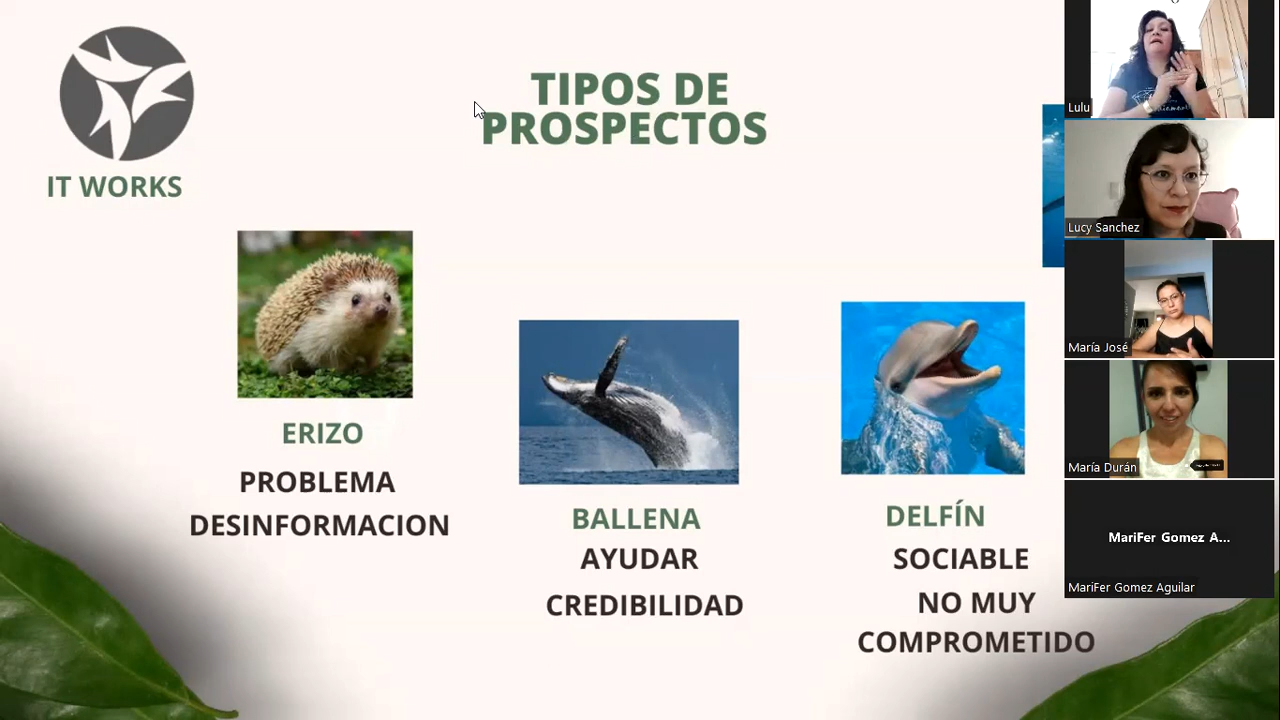 IT WORKS
TIPOS DE
PROSPECTOS
ERIZO
PROBLEMA
DESINFORMACION
BALLENA
AYUDAR
CREDIBILIDAD
DELFÍN
SOCIABLE
NO MUY
COMPROMETIDO
Lulu
Lucy Sanchez
María José
María Durán
MariFer Gomez A...
MariFer Gomez Aguilar